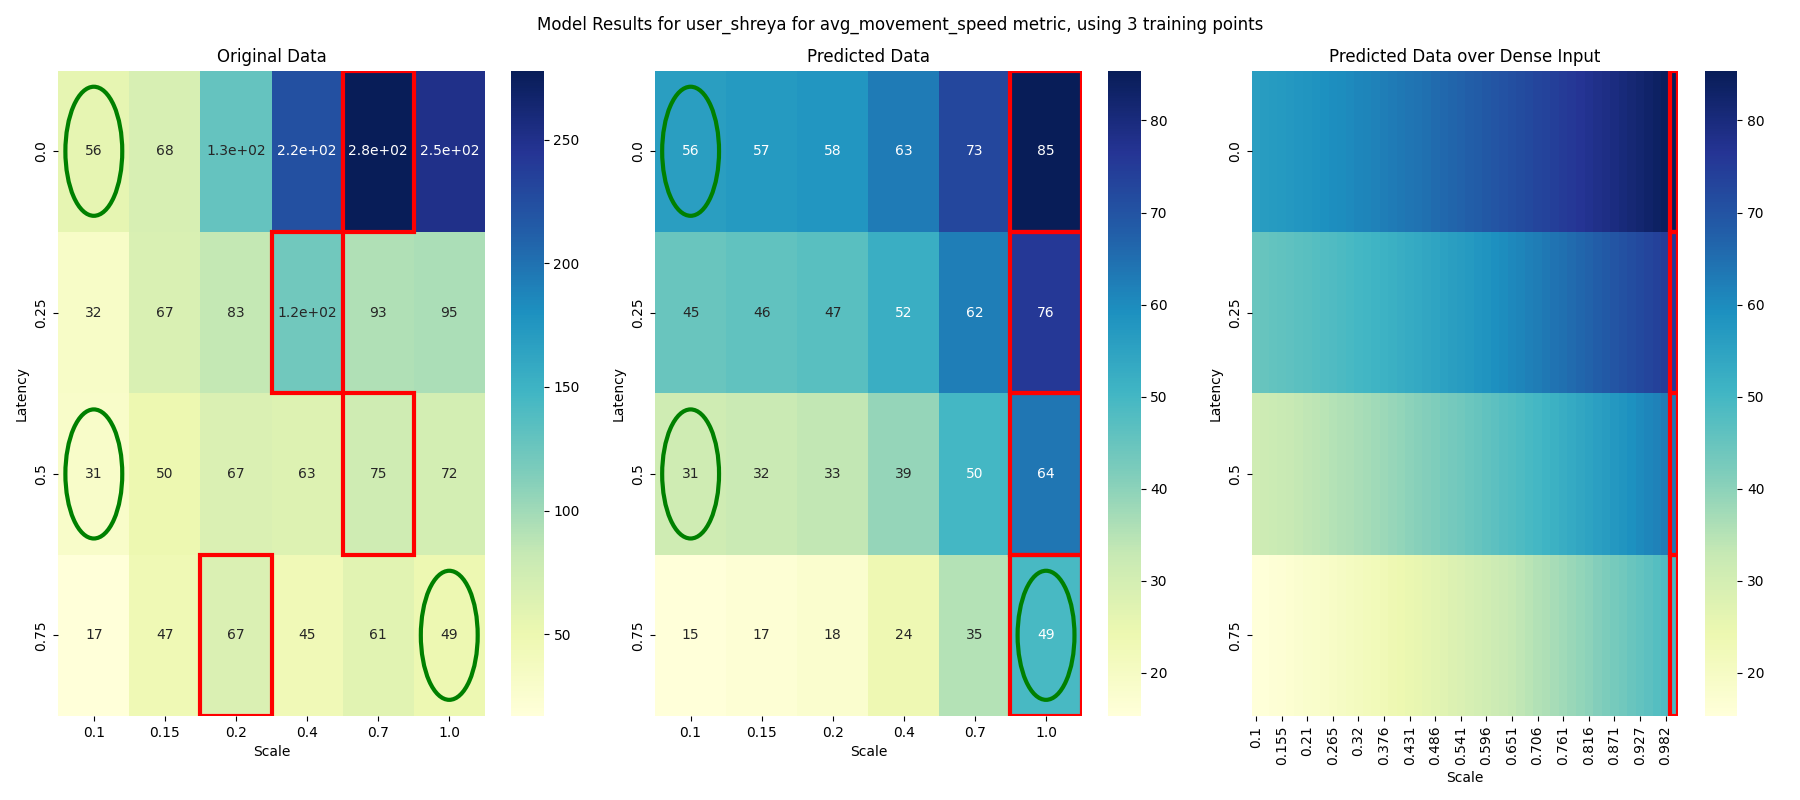 Model Results for user_shreya for avg_movement_speed metric, using 3 training points
Original Data
56 68 1.3e+02 2.2e+02 2.8e+02 2.5e+02
32 67 83 1.2e+02 93 95
31 50 67 63 75 72
17 47 67 45 61 49
0.0
0.25
0.5
0.75
Latency
0.1 0.15 0.2 0.4 0.7 1.0
Scale
250
200
150
100
50
Predicted Data
56 57 58 63 73 85
45 46 47 52 62 76
31 32 33 39 50 64
15 17 18 24 35 49
0.0
0.25
0.5
0.75
Latency
0.1 0.15 0.2 0.4 0.7 1.0
Scale
80
70
60
50
40
30
20
Predicted Data over Dense Input
0.0
0.25
0.5
0.75
Latency
0.1 0.155 0.21 0.265 0.32 0.376 0.431 0.486 0.541 0.596 0.651 0.706 0.761 0.816 0.871 0.927 0.982
Scale
80
70
60
50
40
30
20